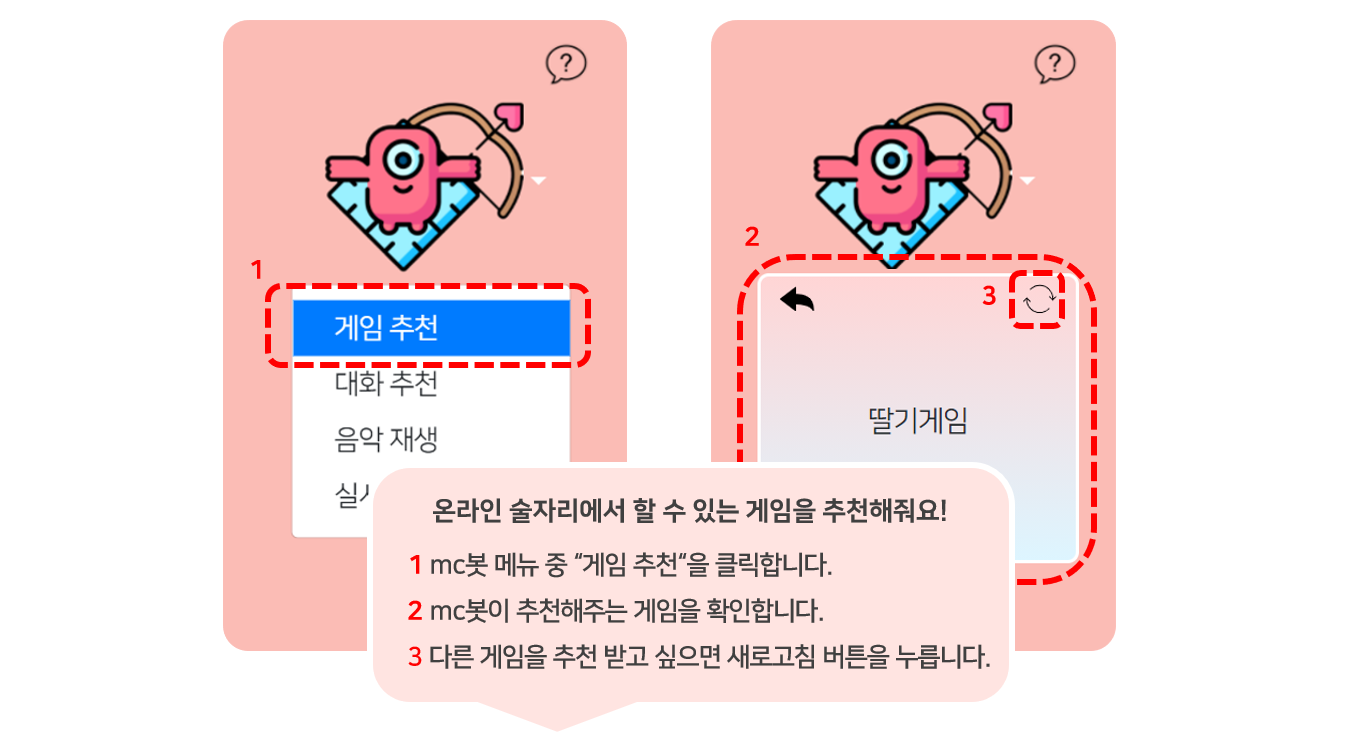 ?
1
게임 추천
대화 추천
음악 재생
?
2
3
딸기게임
온라인 술자리에서 할 수 있는 게임을 추천해줘요!
1 mc봇 메뉴 중 “게임 추천“을 클릭합니다.
2 mc봇이 추천해주는 게임을 확인합니다.
3 다른 게임을 추천 받고 싶으면 새로고침 버튼을 누릅니다.